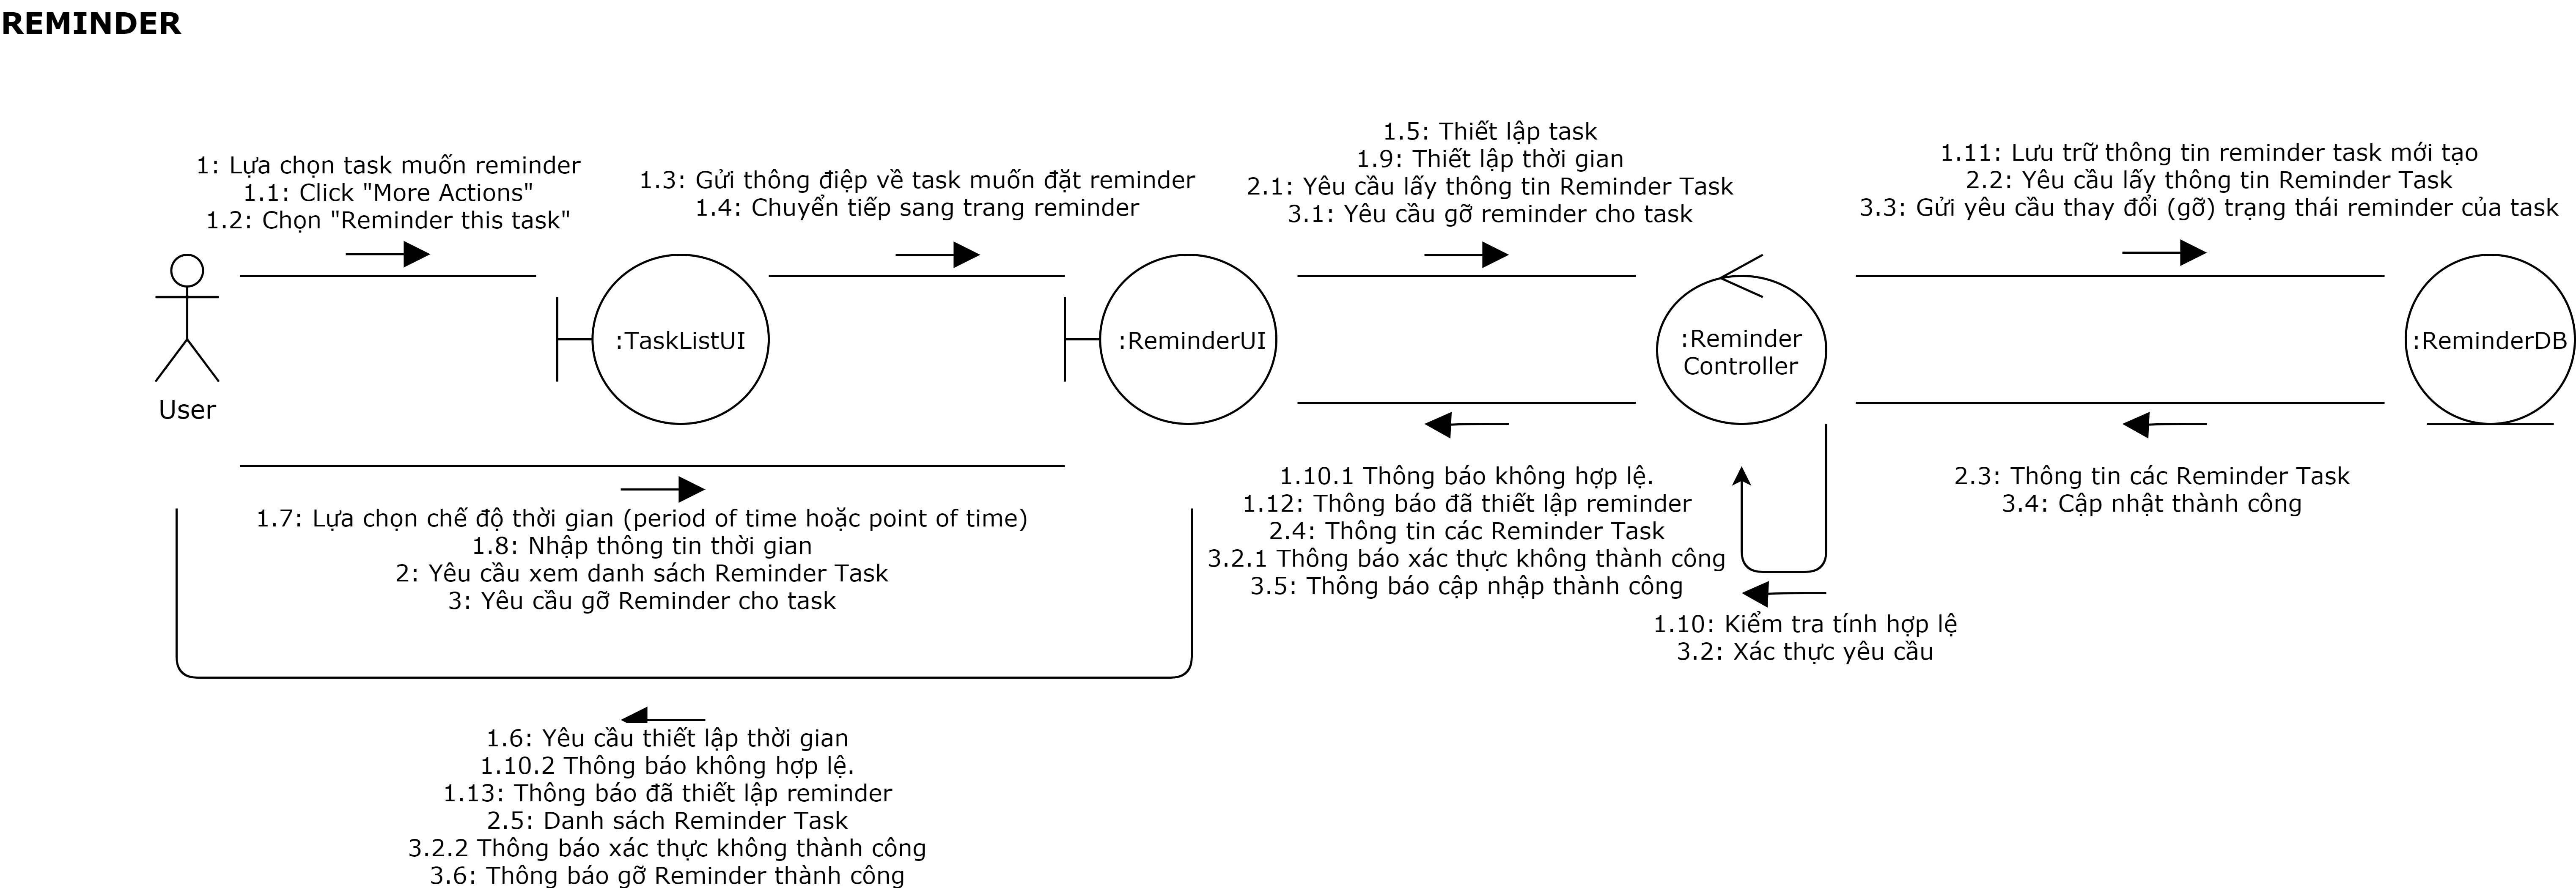 REMINDER
1: Lựa chọn task muốn reminder
1.1: Click "More Actions"
1.2: Chọn "Reminder this task"
1.3: Gửi thông điệp về task muốn đặt reminder
1.4: Chuyển tiếp sang trang reminder
1.5: Thiết lập task
1.9: Thiết lập thời gian
2.1: Yêu cầu lấy thông tin Reminder Task
3.1: Yêu cầu gỡ reminder cho task
1.11: Lưu trữ thông tin reminder task mới tạo
2.2: Yêu cầu lấy thông tin Reminder Task
3.3: Gửi yêu cầu thay đổi (gỡ) trạng thái reminder của task
User
:TaskListUI
:ReminderUI
:Reminder
Controller
:ReminderDB
1.7: Lựa chọn chế độ thời gian (period of time hoặc point of time)
1.8: Nhập thông tin thời gian
2: Yêu cầu xem danh sách Reminder Task
3: Yêu cầu gỡ Reminder cho task
1.10.1 Thông báo không hợp lệ.
1.12: Thông báo đã thiết lập reminder
2.4: Thông tin các Reminder Task
3.2.1 Thông báo xác thực không thành công
3.5: Thông báo cập nhập thành công
2.3: Thông tin các Reminder Task
3.4: Cập nhật thành công
1.10: Kiểm tra tính hợp lệ
3.2: Xác thực yêu cầu
1.6: Yêu cầu thiết lập thời gian
1.10.2 Thông báo không hợp lệ.
1.13: Thông báo đã thiết lập reminder
2.5: Danh sách Reminder Task
3.2.2 Thông báo xác thực không thành công
3.6: Thông báo gỡ Reminder thành công